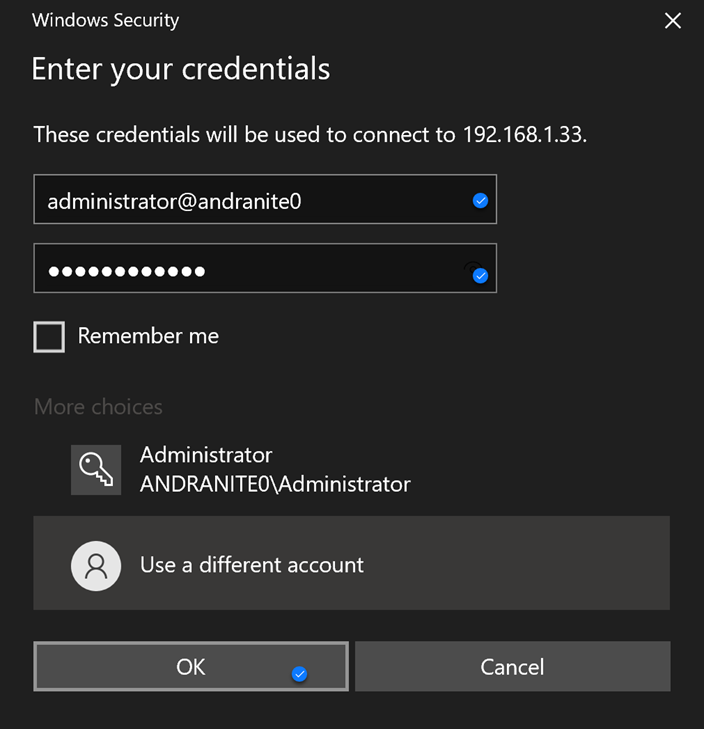 Windows Security
Enter your credentials
These credentials will be used to connect to 192.168.1.33.
administrator@andranite0
●●●●●●●●●●●●
Remember me
More choices
Administrator
ANDRANITE0\Administrator
Use a different account
OK
Cancel